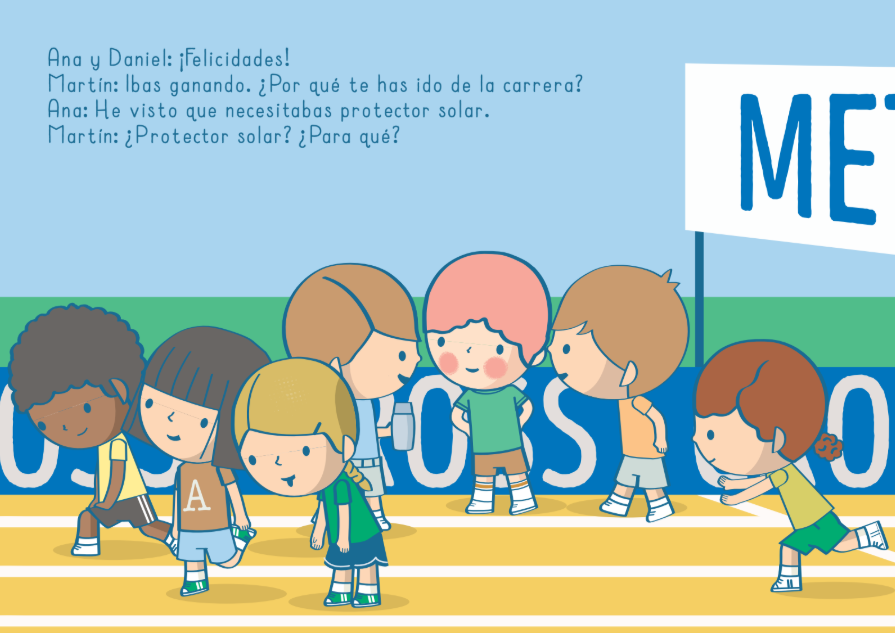 Ana y Daniel: ¡Felicidades!
Martín: Ibas ganando. ¿Por qué te has ido de la carrera?
Ana: He visto que necesitabas protector solar.
Martín: ¿Protector solar? ¿Para qué?
MET
A